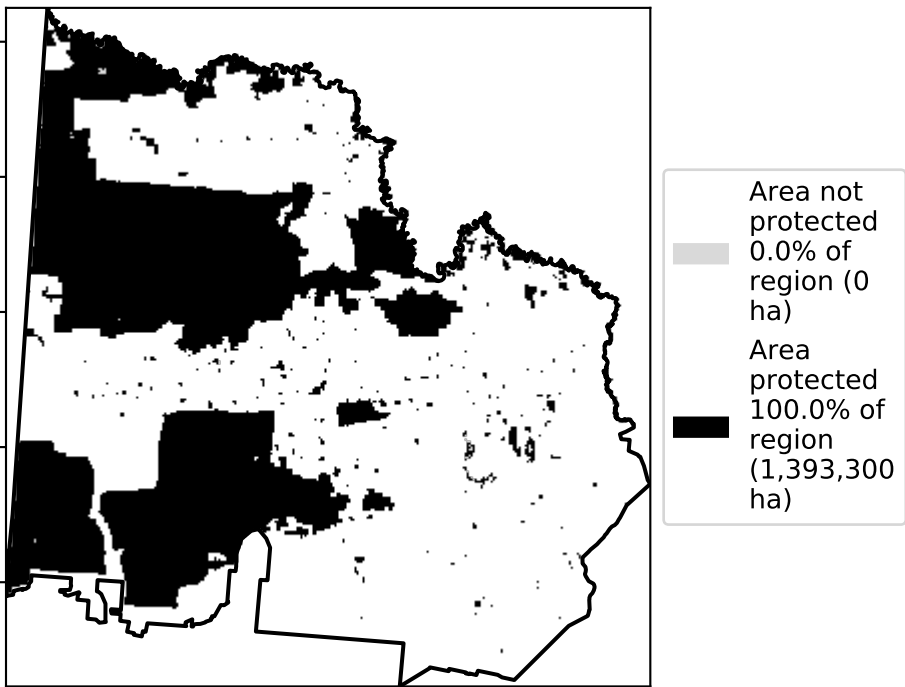 Area not
protected
0.0% of
region (0
ha)
Area
protected
100.0% of
region
(1,393,300
ha)